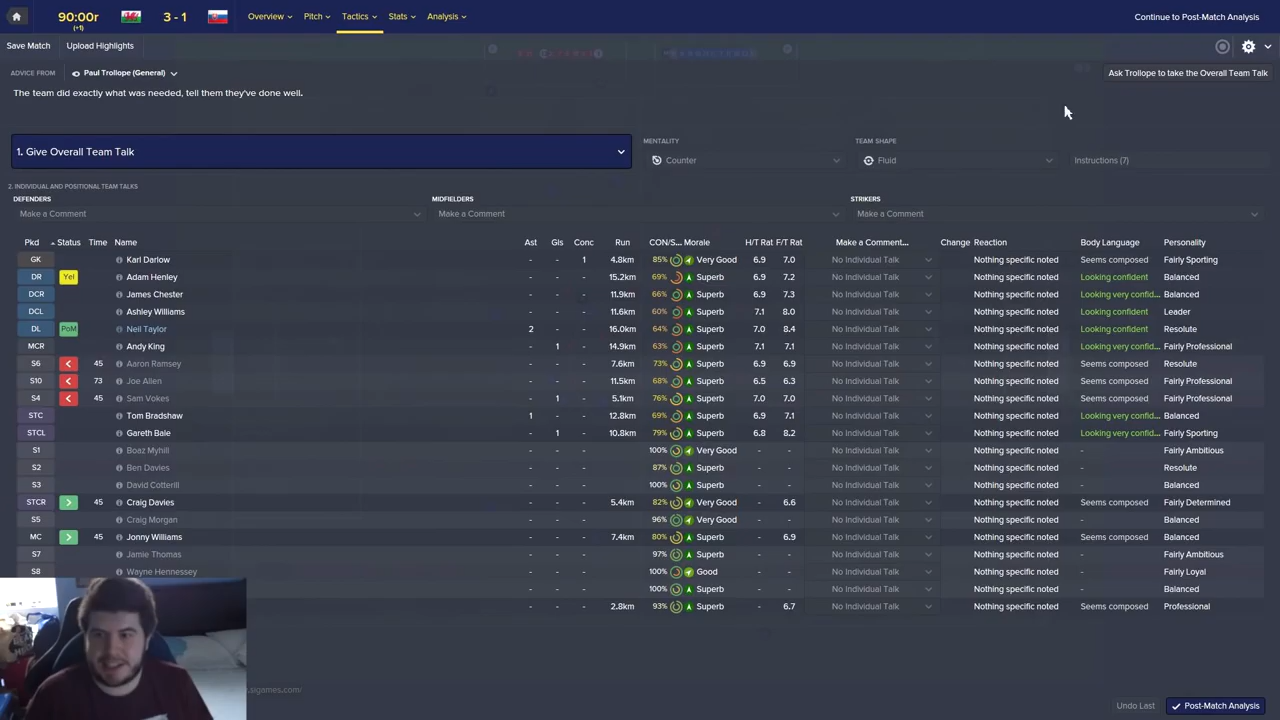 90:00r 3 - 1 Overview Pitch Tactics Stats Analysis Continue to Post-Match Analysis
(+1)
Save Match Upload Highlights
ADVICE FROM Paul Trollope (General) Ask Trollope to take the Overall Team Talk
The team did exactly what was needed, tell them they've done well.
1. Give Overall Team Talk
MENTALITY TEAM SHAPE
Counter Fluid Instructions (7)
2. INDIVIDUAL AND POSITIONAL TEAM TALKS
DEFENDERS MIDFIELDERS STRIKERS
Make a Comment Make a Comment Make a Comment
Pkd Status Time Name Ast Gls Conc Run CON/S... Morale H/T Rat F/T Rat Make a Comment... Change Reaction Body Language Personality
GK Karl Darlow - - 1 4.8km 85% Very Good 6.9 7.0 No Individual Talk Nothing specific noted Seems composed Fairly Sporting
DR Yel Adam Henley - - - 15.2km 69% Superb 6.9 7.2 No Individual Talk Nothing specific noted Looking confident Balanced
DCR James Chester - - - 11.9km 66% Superb 6.9 7.3 No Individual Talk Nothing specific noted Looking very confid... Balanced
DCL Ashley Williams - - - 11.6km 60% Superb 7.1 8.0 No Individual Talk Nothing specific noted Looking confident Leader
DL PoM Neil Taylor 2 - - 16.0km 64% Superb 7.0 8.4 No Individual Talk Nothing specific noted Looking confident Resolute
MCR Andy King - 1 - 14.9km 63% Superb 7.1 7.1 No Individual Talk Nothing specific noted Looking very confid... Fairly Professional
S6 45 Aaron Ramsey - - - 7.6km 73% Superb 6.9 6.9 No Individual Talk Nothing specific noted Seems composed Resolute
S10 73 Joe Allen - - - 11.5km 68% Superb 6.5 6.3 No Individual Talk Nothing specific noted Seems composed Fairly Professional
S4 45 Sam Vokes - 1 - 5.1km 76% Superb 7.0 7.0 No Individual Talk Nothing specific noted Seems composed Fairly Professional
STC Tom Bradshaw 1 - - 12.8km 69% Superb 6.9 7.1 No Individual Talk Nothing specific noted Looking very confid... Balanced
STCL Gareth Bale - 1 - 10.8km 79% Superb 6.8 8.2 No Individual Talk Nothing specific noted Looking very confid... Fairly Sporting
S1 Boaz Myhill - - - 100% Very Good - - No Individual Talk Nothing specific noted - Fairly Ambitious
S2 Ben Davies - - - 87% Superb - - No Individual Talk Nothing specific noted - Resolute
S3 David Cotterill - - - 100% Superb - - No Individual Talk Nothing specific noted - Balanced
STCR 45 Craig Davies - - - 5.4km 82% Very Good - 6.6 No Individual Talk Nothing specific noted Seems composed Fairly Determined
S5 Craig Morgan - - - 96% Very Good - - No Individual Talk Nothing specific noted - Balanced
MC 45 Jonny Williams - - - 7.4km 80% Superb - 6.9 No Individual Talk Nothing specific noted Seems composed Balanced
S7 Jamie Thomas - - - 97% Superb - - No Individual Talk Nothing specific noted - Fairly Ambitious
S8 Wayne Hennessey - - - 100% Good - - No Individual Talk Nothing specific noted - Fairly Loyal
- - - 100% Superb - - No Individual Talk Nothing specific noted - Balanced
- - - 2.8km 93% Superb - 6.7 No Individual Talk Nothing specific noted Seems composed Professional
.sigames.com/
Undo Last Post-Match Analysis